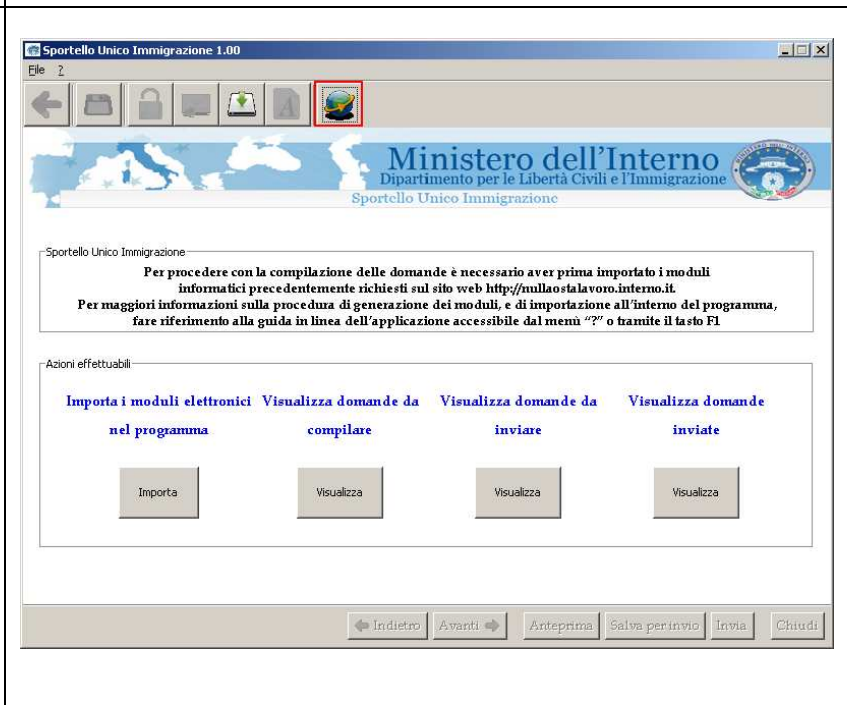 Sportello Unico Immigrazione 1.00
File ?
Ministero dell'Interno
Dipartimento per le Libertà Civili e l'Immigrazione
Sportello Unico Immigrazione
Sportello Unico Immigrazione
Per procedere con la compilazione delle domande è necessario aver prima importato i moduli
informatici precedentemente richiesti sul sito web http://nullaostalavoro.interno.it.
Per maggiori informazioni sulla procedura di generazione dei moduli, e di importazione all'interno del programma,
fare riferimento alla guida in linea dell'applicazione accessibile dal menù "?" o tramite il tasto F1
Azioni effettuabili
Importa i moduli elettronici
nel programma
Visualizza domande da
compilare
Visualizza domande da
inviare
Visualizza domande
inviate
Importa
Visualizza
Visualizza
Visualizza
Indietro
Avanti
Anteprima
Salva per invio
Invia
Chiudi